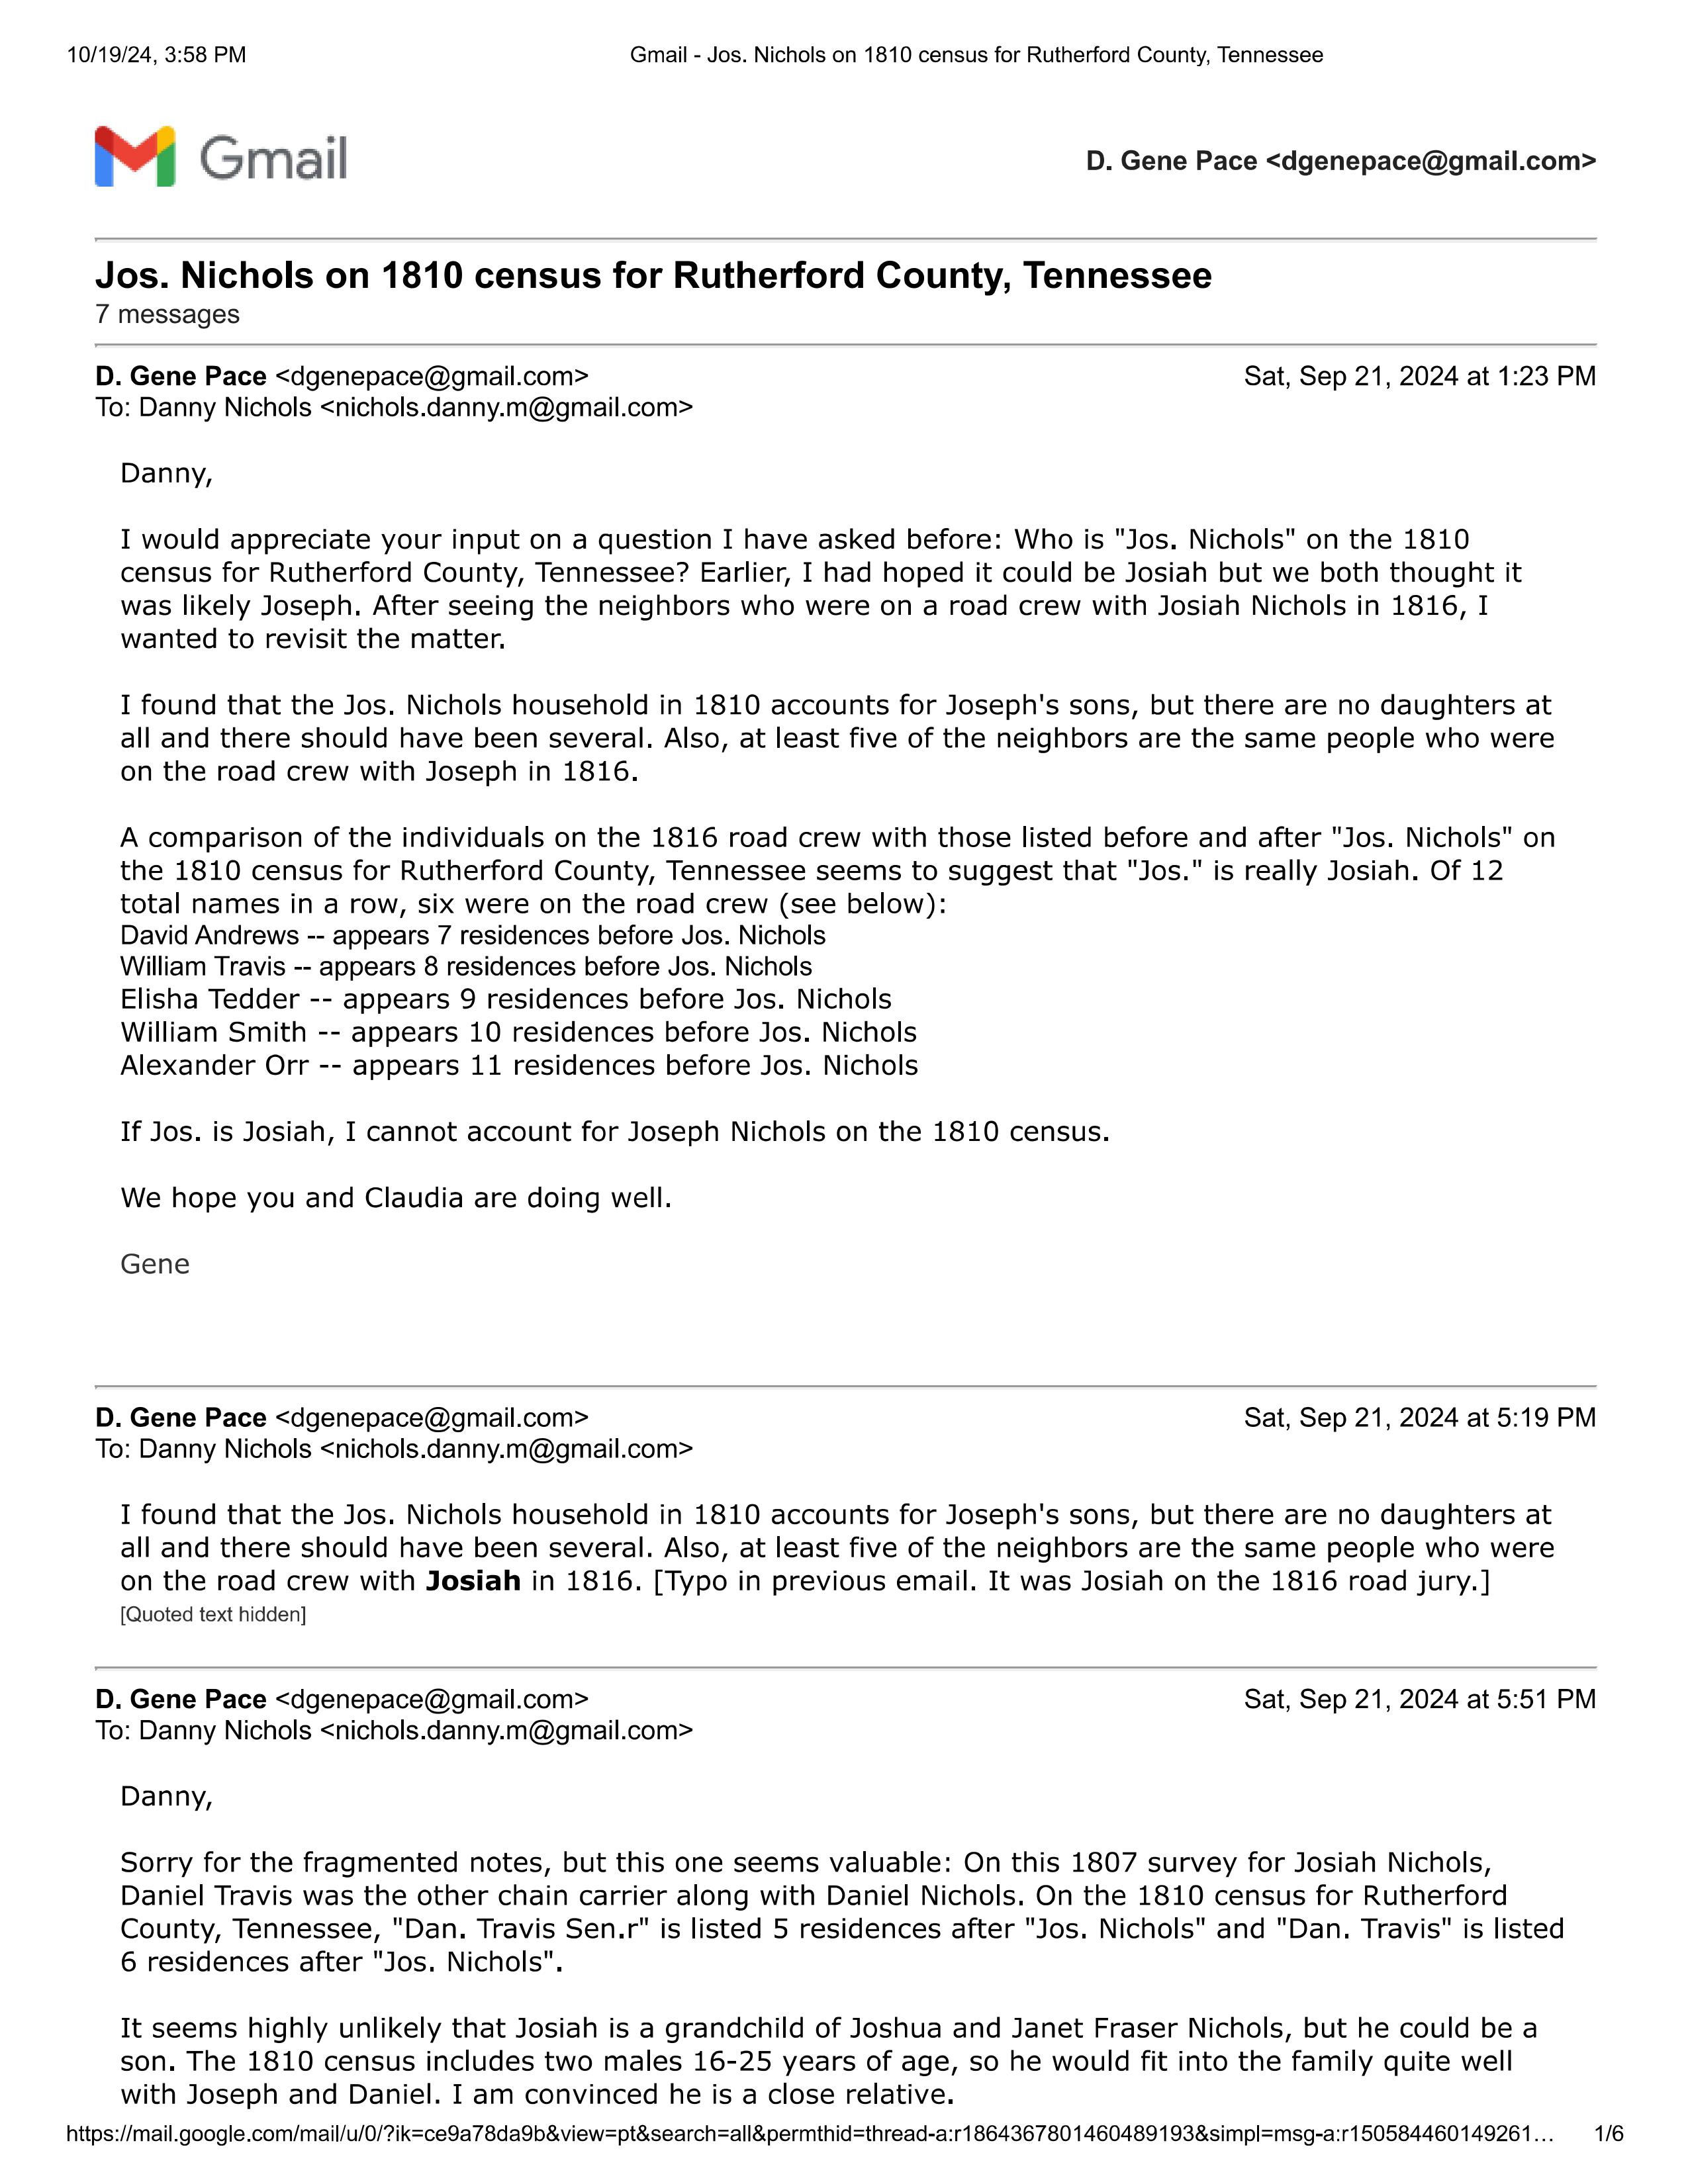 10/19/24, 3:58 PM
Gmail - Jos. Nichols on 1810 census for Rutherford County, Tennessee
Gmail
D. Gene Pace <dgenepace@gmail.com>
Jos. Nichols on 1810 census for Rutherford County, Tennessee
7 messages
D. Gene Pace <dgenepace@gmail.com>
Sat, Sep 21, 2024 at 1:23 PM
To: Danny Nichols <nichols.danny.m@gmail.com>
Danny,
I would appreciate your input on a question I have asked before: Who is "Jos. Nichols" on the 1810
census for Rutherford County, Tennessee? Earlier, I had hoped it could be Josiah but we both thought it
was likely Joseph. After seeing the neighbors who were on a road crew with Josiah Nichols in 1816, I
wanted to revisit the matter.
I found that the Jos. Nichols household in 1810 accounts for Joseph's sons, but there are no daughters at
all and there should have been several. Also, at least five of the neighbors are the same people who were
on the road crew with Joseph in 1816.
A comparison of the individuals on the 1816 road crew with those listed before and after "Jos. Nichols" on
the 1810 census for Rutherford County, Tennessee seems to suggest that "Jos." is really Josiah. Of 12
total names in a row, six were on the road crew (see below):
David Andrews -- appears 7 residences before Jos. Nichols
William Travis -- appears 8 residences before Jos. Nichols
Elisha Tedder -- appears 9 residences before Jos. Nichols
William Smith -- appears 10 residences before Jos. Nichols
Alexander Orr -- appears 11 residences before Jos. Nichols
If Jos. is Josiah, I cannot account for Joseph Nichols on the 1810 census.
We hope you and Claudia are doing well.
Gene
D. Gene Pace <dgenepace@gmail.com>
Sat, Sep 21, 2024 at 5:19 PM
To: Danny Nichols <nichols.danny.m@gmail.com>
I found that the Jos. Nichols household in 1810 accounts for Joseph's sons, but there are no daughters at
all and there should have been several. Also, at least five of the neighbors are the same people who were
on the road crew with Josiah in 1816. [Typo in previous email. It was Josiah on the 1816 road jury.]
[Quoted text hidden]
D. Gene Pace <dgenepace@gmail.com>
Sat, Sep 21, 2024 at 5:51 PM
To: Danny Nichols <nichols.danny.m@gmail.com>
Danny,
Sorry for the fragmented notes, but this one seems valuable: On this 1807 survey for Josiah Nichols,
Daniel Travis was the other chain carrier along with Daniel Nichols. On the 1810 census for Rutherford
County, Tennessee, "Dan. Travis Sen.r" is listed 5 residences after "Jos. Nichols" and "Dan. Travis" is listed
6 residences after "Jos. Nichols".
It seems highly unlikely that Josiah is a grandchild of Joshua and Janet Fraser Nichols, but he could be a
son. The 1810 census includes two males 16-25 years of age, so he would fit into the family quite well
with Joseph and Daniel. I am convinced he is a close relative.
https://mail.google.com/mail/u/0/?ik=ce9a78da9b&view=pt&search=all&permthid=thread-a:r1864367801460489193&simpl=msg-a:r150584460149261…
1/6